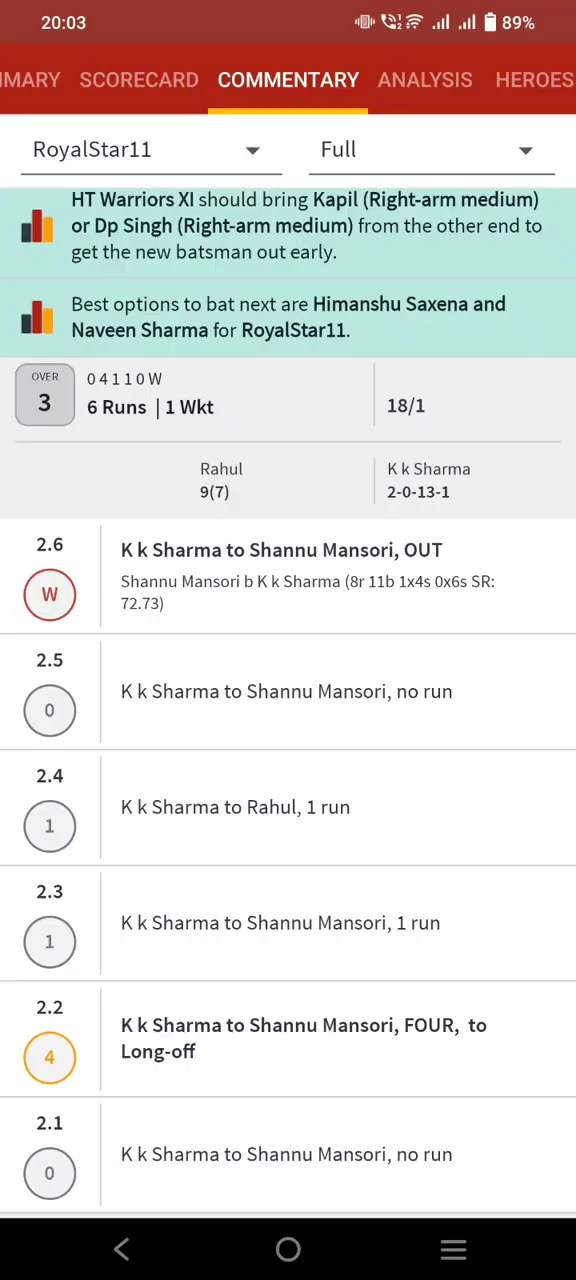 20:03
89%
MARY SCORECARD COMMENTARY ANALYSIS HEROES
RoyalStar11 Full
HT Warriors XI should bring Kapil (Right-arm medium)
or Dp Singh (Right-arm medium) from the other end to
get the new batsman out early.
Best options to bat next are Himanshu Saxena and
Naveen Sharma for RoyalStar11.
OVER
3
0 4 1 1 0 W
6 Runs | 1 Wkt
18/1
Rahul
9(7)
K k Sharma
2-0-13-1
2.6
W
K k Sharma to Shannu Mansori, OUT
Shannu Mansori b K k Sharma (8r 11b 1x4s 0x6s SR:
72.73)
2.5
0
K k Sharma to Shannu Mansori, no run
2.4
1
K k Sharma to Rahul, 1 run
2.3
1
K k Sharma to Shannu Mansori, 1 run
2.2
4
K k Sharma to Shannu Mansori, FOUR, to
Long-off
2.1
0
K k Sharma to Shannu Mansori, no run